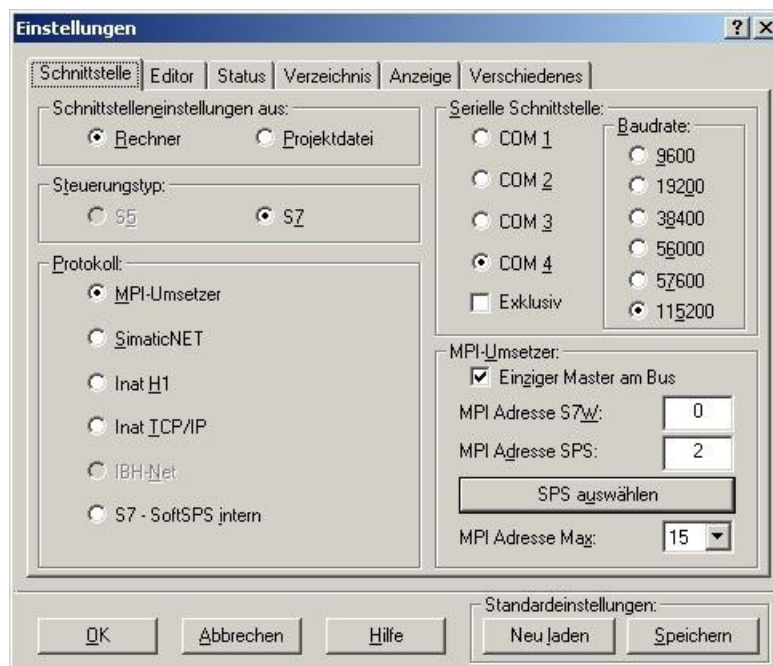 Einstellungen
Schnittstelle Editor Status Verzeichnis Anzeige Verschiedenes
Schnittstelleneinstellungen aus:
Rechner Projektdatei
Steuerungstyp:
S5 S7
Protokoll:
MPI-Umsetzer
SimaticNET
Inat H1
Inat TCP/IP
IBH-Net
S7 - SoftSPS intern
Serielle Schnittstelle:
COM 1
COM 2
COM 3
COM 4
Exklusiv
Baudrate:
9600
19200
38400
56000
57600
115200
MPI-Umsetzer:
Einziger Master am Bus
MPI Adresse S7W: 0
MPI Adresse SPS: 2
SPS auswählen
MPI Adresse Max: 15
OK Abbrechen Hilfe
Standardeinstellungen:
Neu laden Speichern